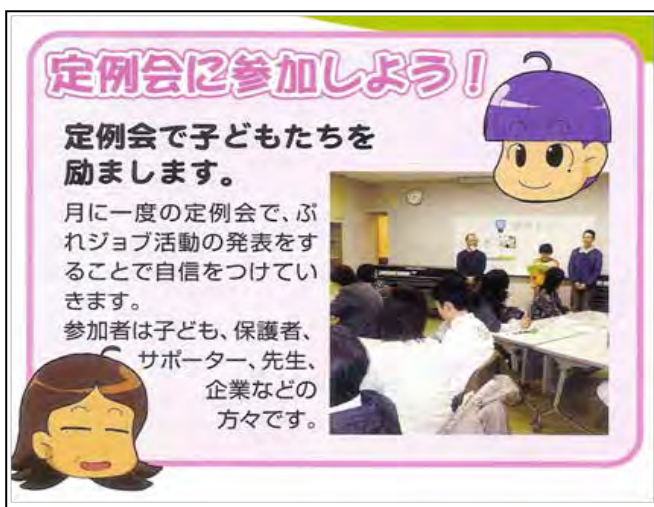 定例会に参加しよう!
定例会で子どもたちを
励まします。
月に一度の定例会で、ぷ
れジョブ活動の発表をす
ることで自信をつけてい
きます。
参加者は子ども、保護者、
サポーター、先生、
企業などの
方々です。